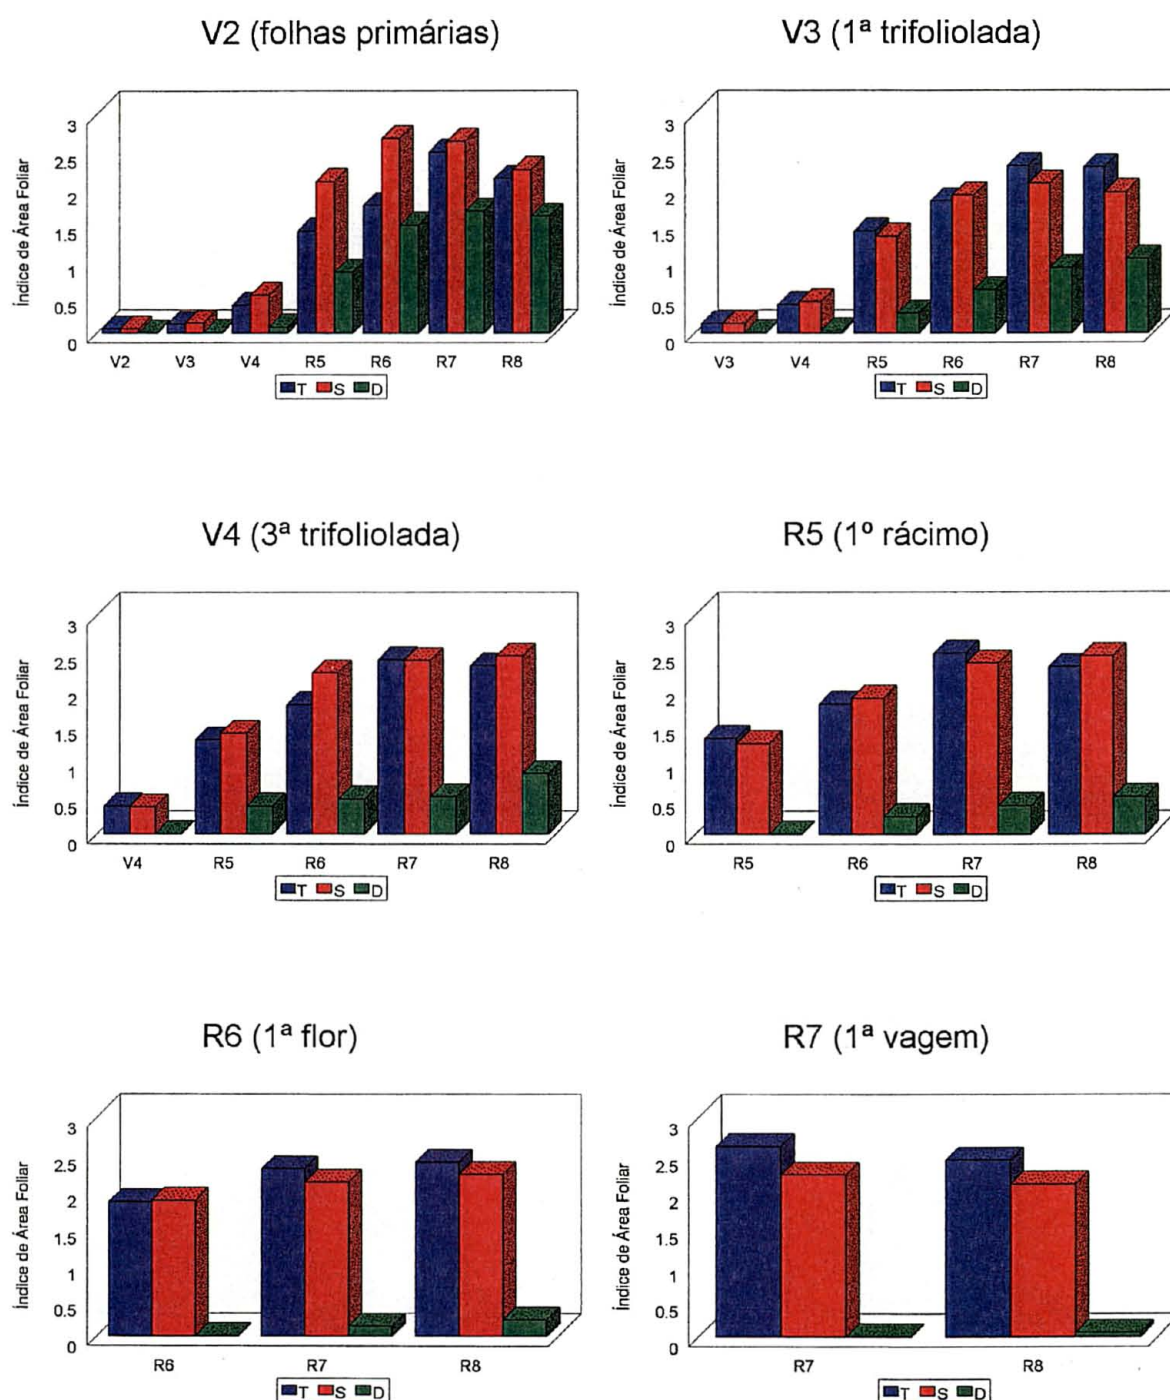 V2 (folhas primárias)
Índice de Área Foliar
3
2.5
2
1.5
1
0.5
0
V2 V3 V4 R5 R6 R7 R8
T S D
V3 (1ª trifoliolada)
Índice de Área Foliar
3
2.5
2
1.5
1
0.5
0
V3 V4 R5 R6 R7 R8
T S D
V4 (3ª trifoliolada)
Índice de Área Foliar
3
2.5
2
1.5
1
0.5
0
V4 R5 R6 R7 R8
T S D
R5 (1º rácimo)
Índice de Área Foliar
3
2.5
2
1.5
1
0.5
0
R5 R6 R7 R8
T S D
R6 (1ª flor)
Índice de Área Foliar
3
2.5
2
1.5
1
0.5
0
R6 R7 R8
T S D
R7 (1ª vagem)
Índice de Área Foliar
3
2.5
2
1.5
1
0.5
0
R7 R8
T S D